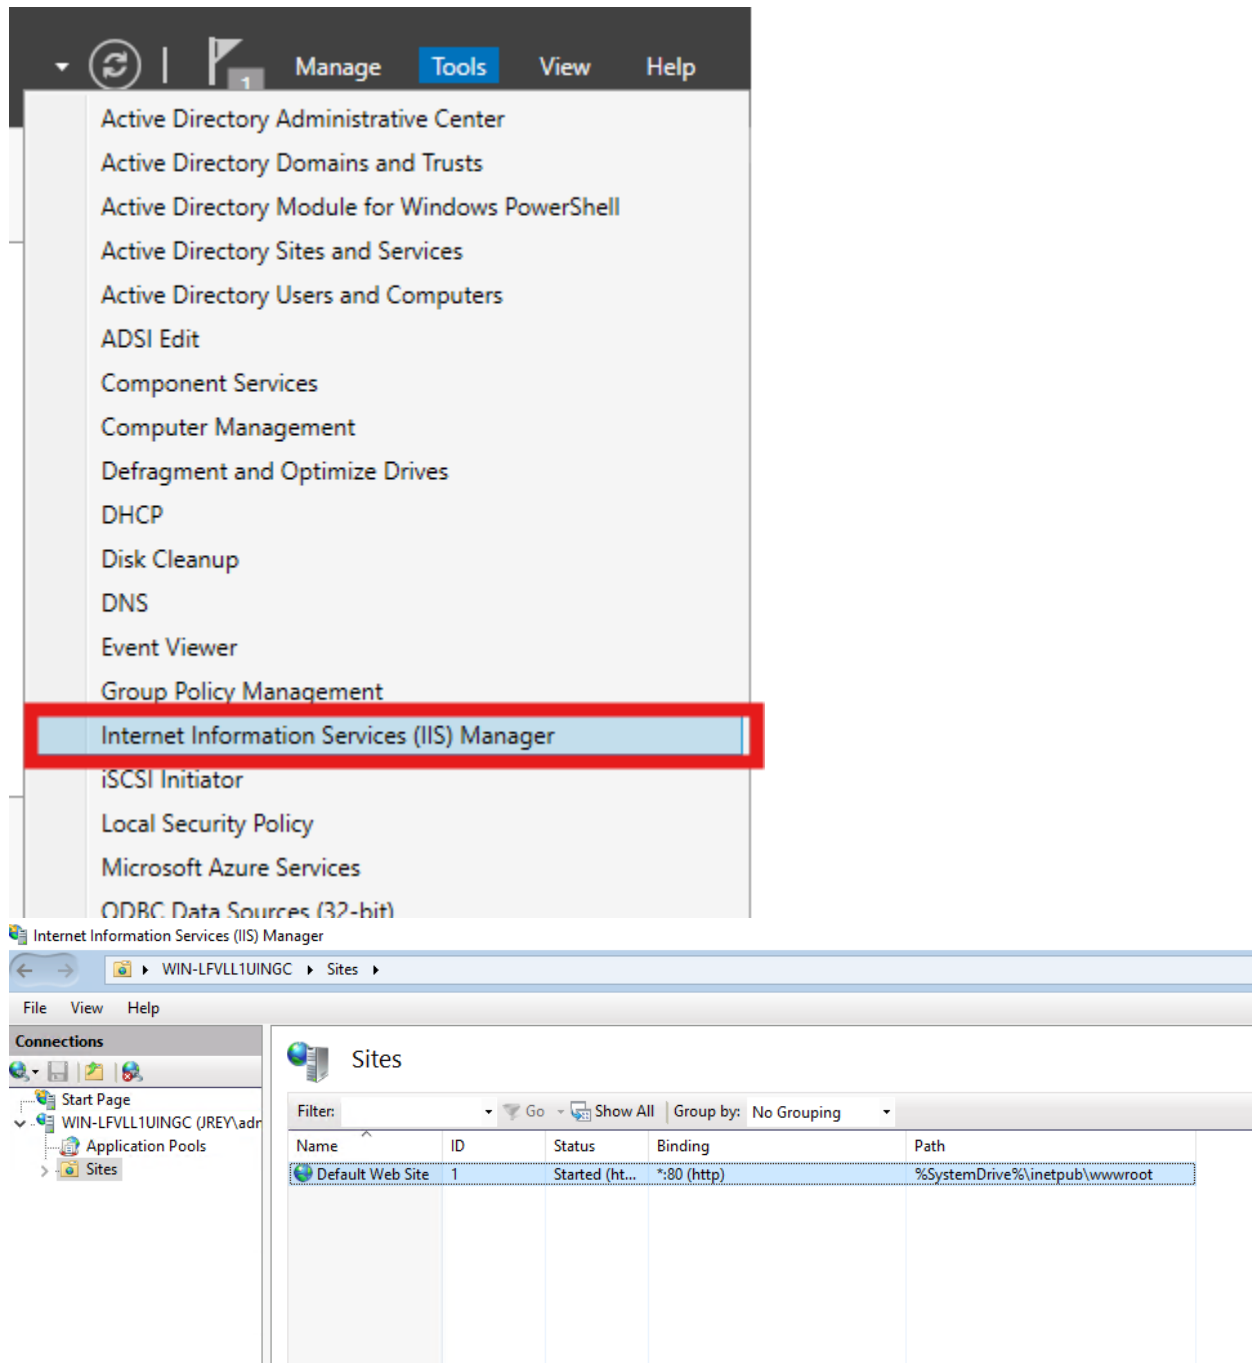 1
Manage Tools View Help
Active Directory Administrative Center
Active Directory Domains and Trusts
Active Directory Module for Windows PowerShell
Active Directory Sites and Services
Active Directory Users and Computers
ADSI Edit
Component Services
Computer Management
Defragment and Optimize Drives
DHCP
Disk Cleanup
DNS
Event Viewer
Group Policy Management
Internet Information Services (IIS) Manager
iSCSI Initiator
Local Security Policy
Microsoft Azure Services
ODBC Data Sources (32-bit)
Internet Information Services (IIS) Manager
WIN-LFVLL1UINGC Sites
File View Help
Connections
Start Page
WIN-LFVLL1UINGC (JREY\adr
Application Pools
Sites
Sites
Filter: Go Show All Group by: No Grouping
Name ID Status Binding Path
Default Web Site 1 Started (ht... *:80 (http) %SystemDrive%\inetpub\wwwroot